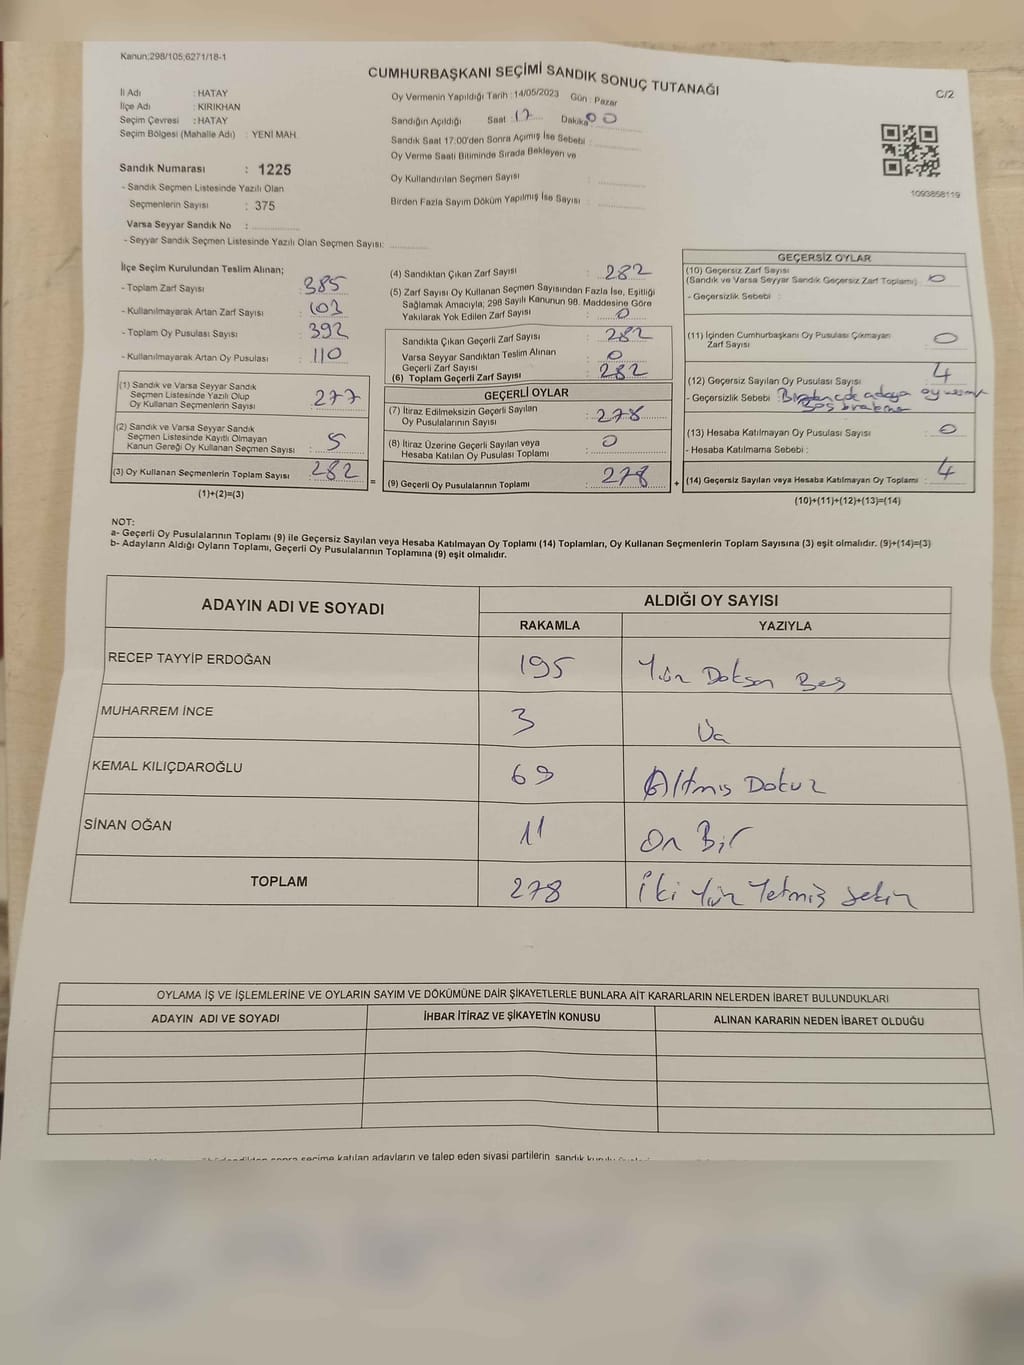 Kanun;298/105,6271/18-1
CUMHURBAŞKANI SEÇİMİ SANDIK SONUÇ TUTANAĞI
C/2
İl Adı : HATAY
İlçe Adı : KIRIKHAN
Seçim Çevresi : HATAY
Seçim Bölgesi (Mahalle Adı) : YENİ MAH.
Sandık Numarası : 1225
- Sandık Seçmen Listesinde Yazılı Olan
Seçmenlerin Sayısı : 375
Varsa Seyyar Sandık No :
- Seyyar Sandık Seçmen Listesinde Yazılı Olan Seçmen Sayısı:
Oy Vermenin Yapıldığı Tarih :14/05/2023 Gün : Pazar
Sandığın Açıldığı Saat : 17 Dakika 00
Sandık Saat 17:00'den Sonra Açımış İse Sebebi :
Oy Verme Saati Bitiminde Sırada Bekleyen ve
Oy Kullandırılan Seçmen Sayısı :
Birden Fazla Sayım Döküm Yapılmış İse Sayısı :
1093858119
İlçe Seçim Kurulundan Teslim Alınan;
- Toplam Zarf Sayısı : 385
- Kullanılmayarak Artan Zarf Sayısı : 103
- Toplam Oy Pusulası Sayısı : 392
- Kullanılmayarak Artan Oy Pusulası : 110
(1) Sandık ve Varsa Seyyar Sandık
Seçmen Listesinde Yazılı Olup
Oy Kullanan Seçmenlerin Sayısı : 277
(2) Sandık ve Varsa Seyyar Sandık
Seçmen Listesinde Kayıtlı Olmayan
Kanun Gereği Oy Kullanan Seçmen Sayısı : 5
(3) Oy Kullanan Seçmenlerin Toplam Sayısı : 282
(1)+(2)=(3)
=
(4) Sandıktan Çıkan Zarf Sayısı : 282
(5) Zarf Sayısı Oy Kullanan Seçmen Sayısından Fazla İse, Eşitliği
Sağlamak Amacıyla; 298 Sayılı Kanunun 98. Maddesine Göre
Yakılarak Yok Edilen Zarf Sayısı : 0
Sandıkta Çıkan Geçerli Zarf Sayısı : 282
Varsa Seyyar Sandıktan Teslim Alınan
Geçerli Zarf Sayısı : 0
(6) Toplam Geçerli Zarf Sayısı : 282
GEÇERLİ OYLAR
(7) İtiraz Edilmeksizin Geçerli Sayılan
Oy Pusulalarının Sayısı : 278
(8) İtiraz Üzerine Geçerli Sayılan veya
Hesaba Katılan Oy Pusulası Toplamı : 0
(9) Geçerli Oy Pusulalarının Toplamı : 278
+
GEÇERSİZ OYLAR
(10) Geçersiz Zarf Sayısı
(Sandık ve Varsa Seyyar Sandık Geçersiz Zarf Toplamı) : 0
- Geçersizlik Sebebi :
(11) İçinden Cumhurbaşkanı Oy Pusulası Çıkmayan
Zarf Sayısı : 0
(12) Geçersiz Sayılan Oy Pusulası Sayısı : 4
- Geçersizlik Sebebi : adaya oy
(13) Hesaba Katılmayan Oy Pusulası Sayısı : 0
- Hesaba Katılmama Sebebi :
(14) Geçersiz Sayılan veya Hesaba Katılmayan Oy Toplamı : 4
(10)+(11)+(12)+(13)=(14)
NOT:
a- Geçerli Oy Pusulalarının Toplamı (9) ile Geçersiz Sayılan veya Hesaba Katılmayan Oy Toplamı (14) Toplamları, Oy Kullanan Seçmenlerin Toplam Sayısına (3) eşit olmalıdır. (9)+(14)=(3)
b- Adayların Aldığı Oyların Toplamı, Geçerli Oy Pusulalarının Toplamına (9) eşit olmalıdır.
ADAYIN ADI VE SOYADI
ALDIĞI OY SAYISI
RAKAMLA YAZIYLA
RECEP TAYYİP ERDOĞAN 195 Yüz Doksan Beş
MUHARREM İNCE 3 Üç
KEMAL KILIÇDAROĞLU 69 Altmış Dokuz
SİNAN OĞAN 11 On Bir
TOPLAM 278 İki Yüz Yetmiş Sekiz
OYLAMA İŞ VE İŞLEMLERİNE VE OYLARIN SAYIM VE DÖKÜMÜNE DAİR ŞİKAYETLERLE BUNLARA AİT KARARLARIN NELERDEN İBARET BULUNDUKLARI
ADAYIN ADI VE SOYADI İHBAR İTİRAZ VE ŞİKAYETİN KONUSU ALINAN KARARIN NEDEN İBARET OLDUĞU
sonra seçime katılan adayların ve talep eden siyasi partilerin sandık